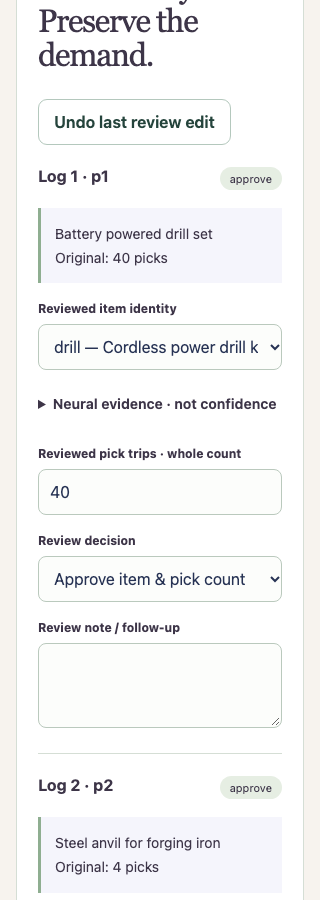 Preserve the
demand.
Undo last review edit
Log 1 · p1
approve
Battery powered drill set
Original: 40 picks
Reviewed item identity
drill — Cordless power drill k
Neural evidence · not confidence
Reviewed pick trips · whole count
40
Review decision
Approve item & pick count
Review note / follow-up
Log 2 · p2
approve
Steel anvil for forging iron
Original: 4 picks